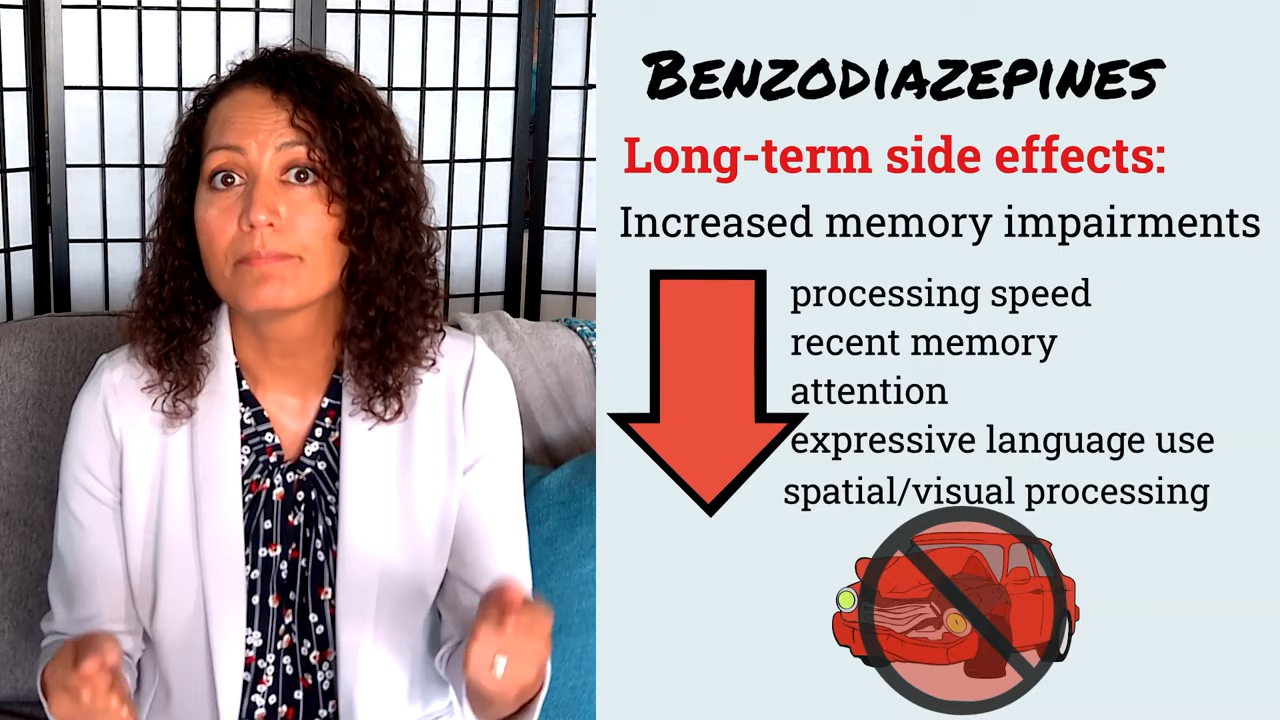 BENZODIAZEPINES
Long-term side effects:
Increased memory impairments
processing speed
recent memory
attention
expressive language use
spatial/visual processing